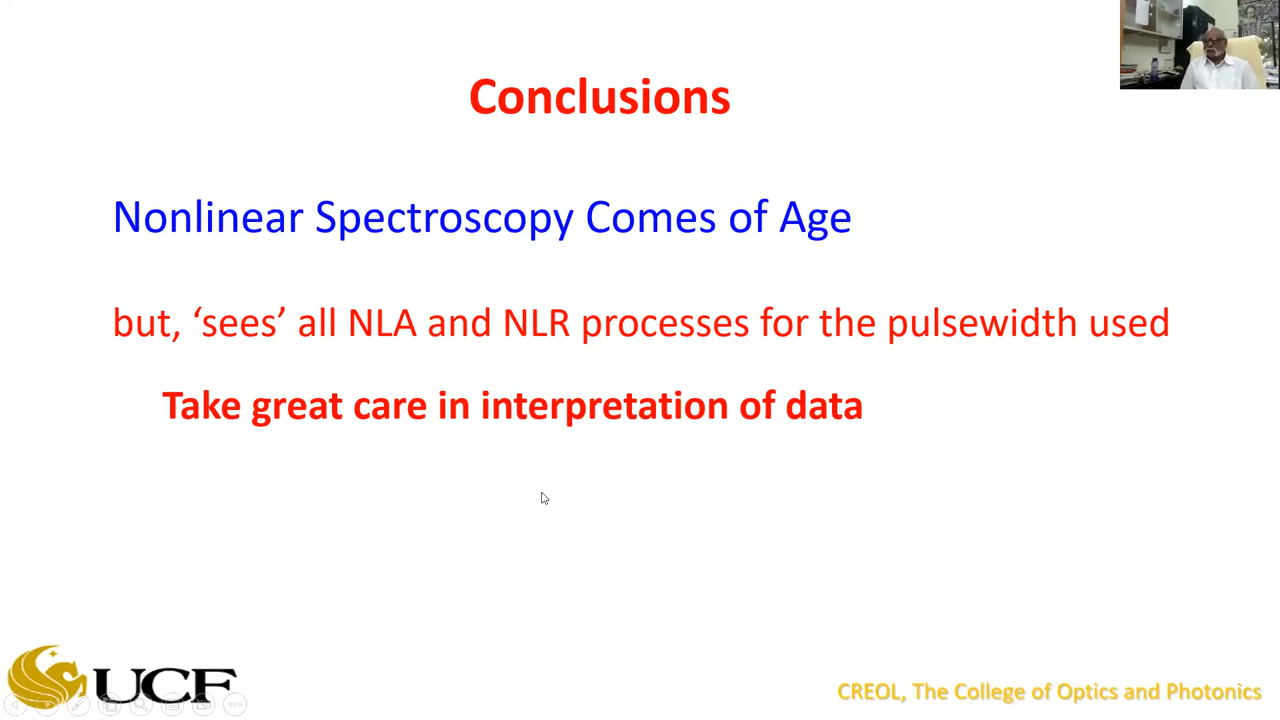 Conclusions
Nonlinear Spectroscopy Comes of Age
but, ‘sees’ all NLA and NLR processes for the pulsewidth used
Take great care in interpretation of data
UCF
CREOL, The College of Optics and Photonics